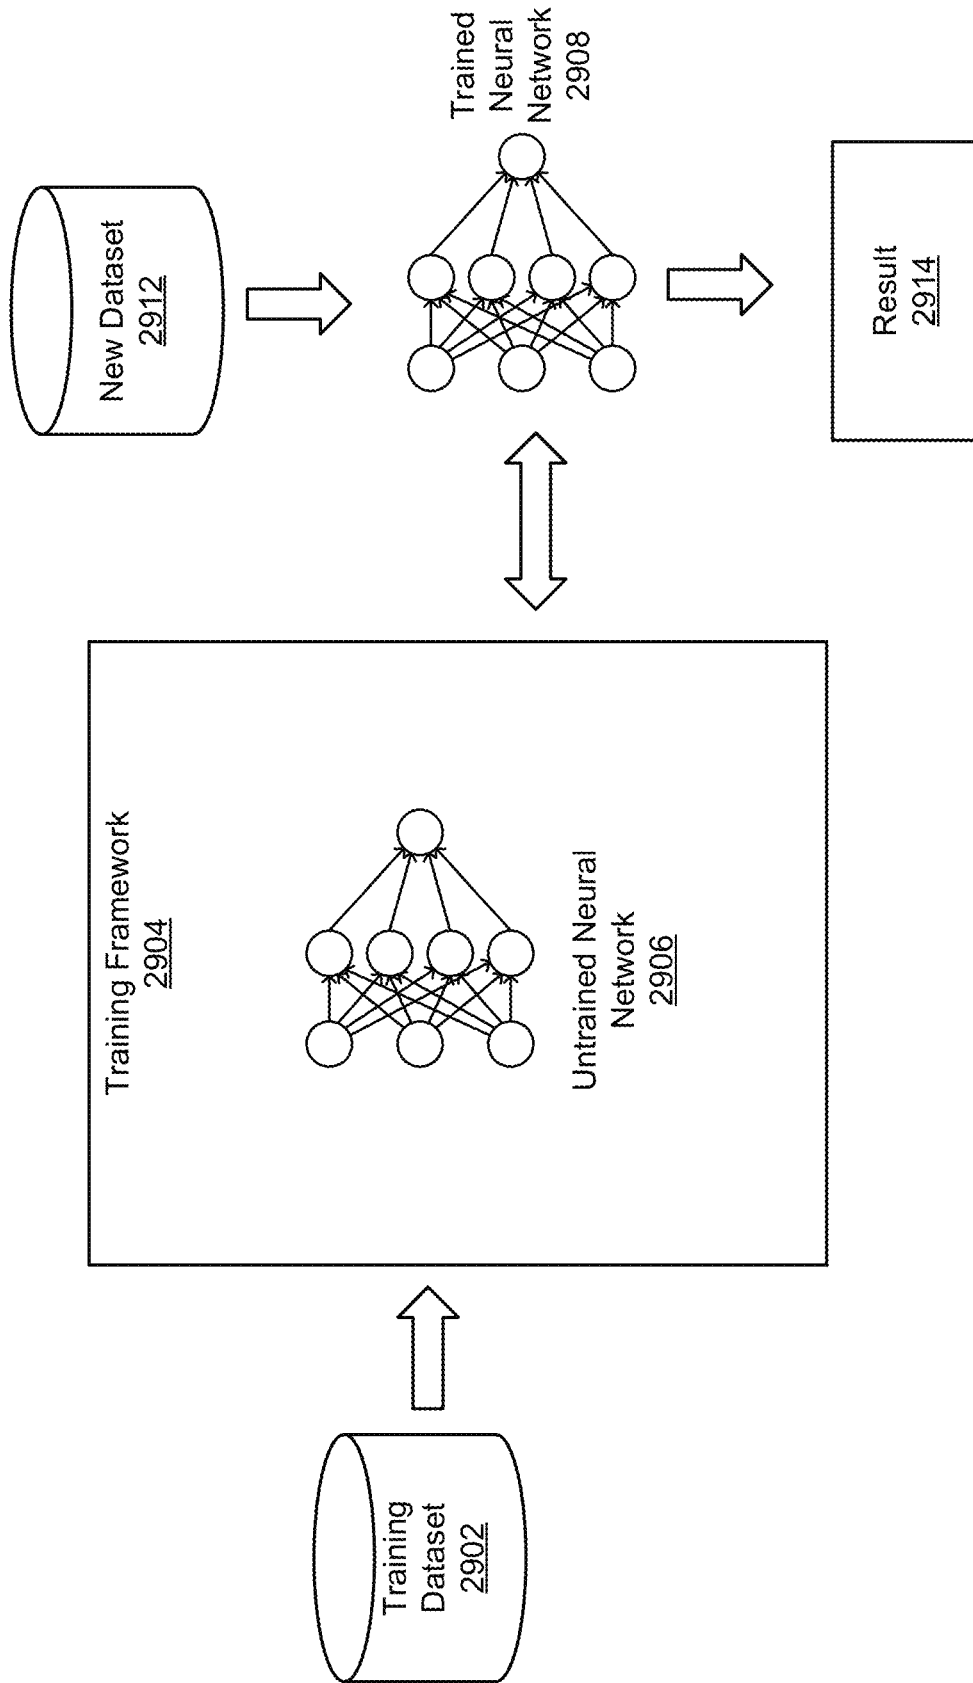 Training
Dataset
2902
Training Framework
2904
Untrained Neural
Network
2906
New Dataset
2912
Trained
Neural
Network
2908
Result
2914